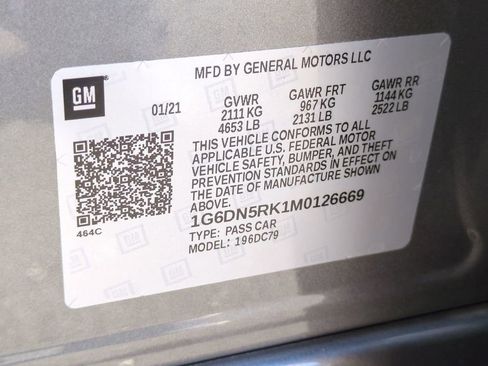 GM
MFD BY GENERAL MOTORS LLC
01/21 GVWR GAWR FRT GAWR RR
2111 KG 967 KG 1144 KG
4653 LB 2131 LB 2522 LB
THIS VEHICLE CONFORMS TO ALL
APPLICABLE U.S. FEDERAL MOTOR
VEHICLE SAFETY, BUMPER, AND THEFT
PREVENTION STANDARDS IN EFFECT ON
THE DATE OF MANUFACTURE SHOWN
ABOVE.
1G6DN5RK1M0126669
TYPE: PASS CAR
MODEL: 196DC79
464C